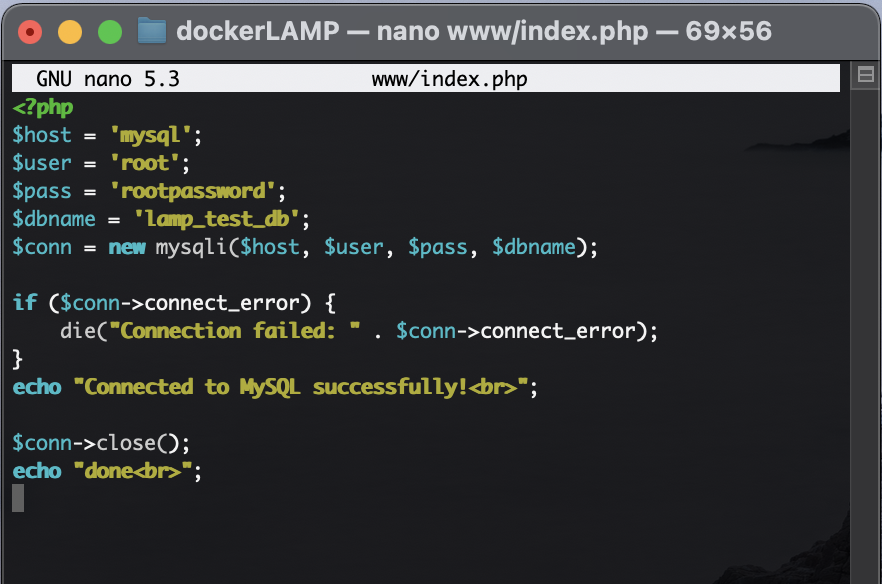 dockerLAMP — nano www/index.php — 69×56
GNU nano 5.3 www/index.php
<?php
$host = 'mysql';
$user = 'root';
$pass = 'rootpassword';
$dbname = 'lamp_test_db';
$conn = new mysqli($host, $user, $pass, $dbname);

if ($conn->connect_error) {
    die("Connection failed: " . $conn->connect_error);
}
echo "Connected to MySQL successfully!<br>";

$conn->close();
echo "done<br>";